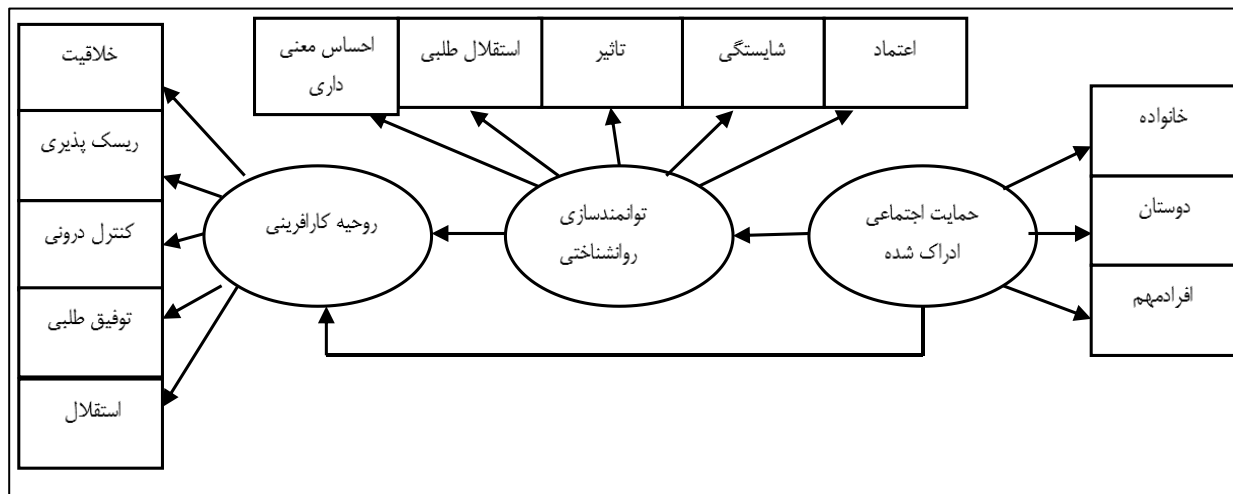 اعتماد
شایستگی
تاثیر
استقلال طلبی
احساس معنی
داری
خانواده
دوستان
افرادمهم
حمایت اجتماعی
ادراک شده
توانمندسازی
روانشناختی
روحیه کارافرینی
خلاقیت
ریسک پذیری
کنترل درونی
توفیق طلبی
استقلال